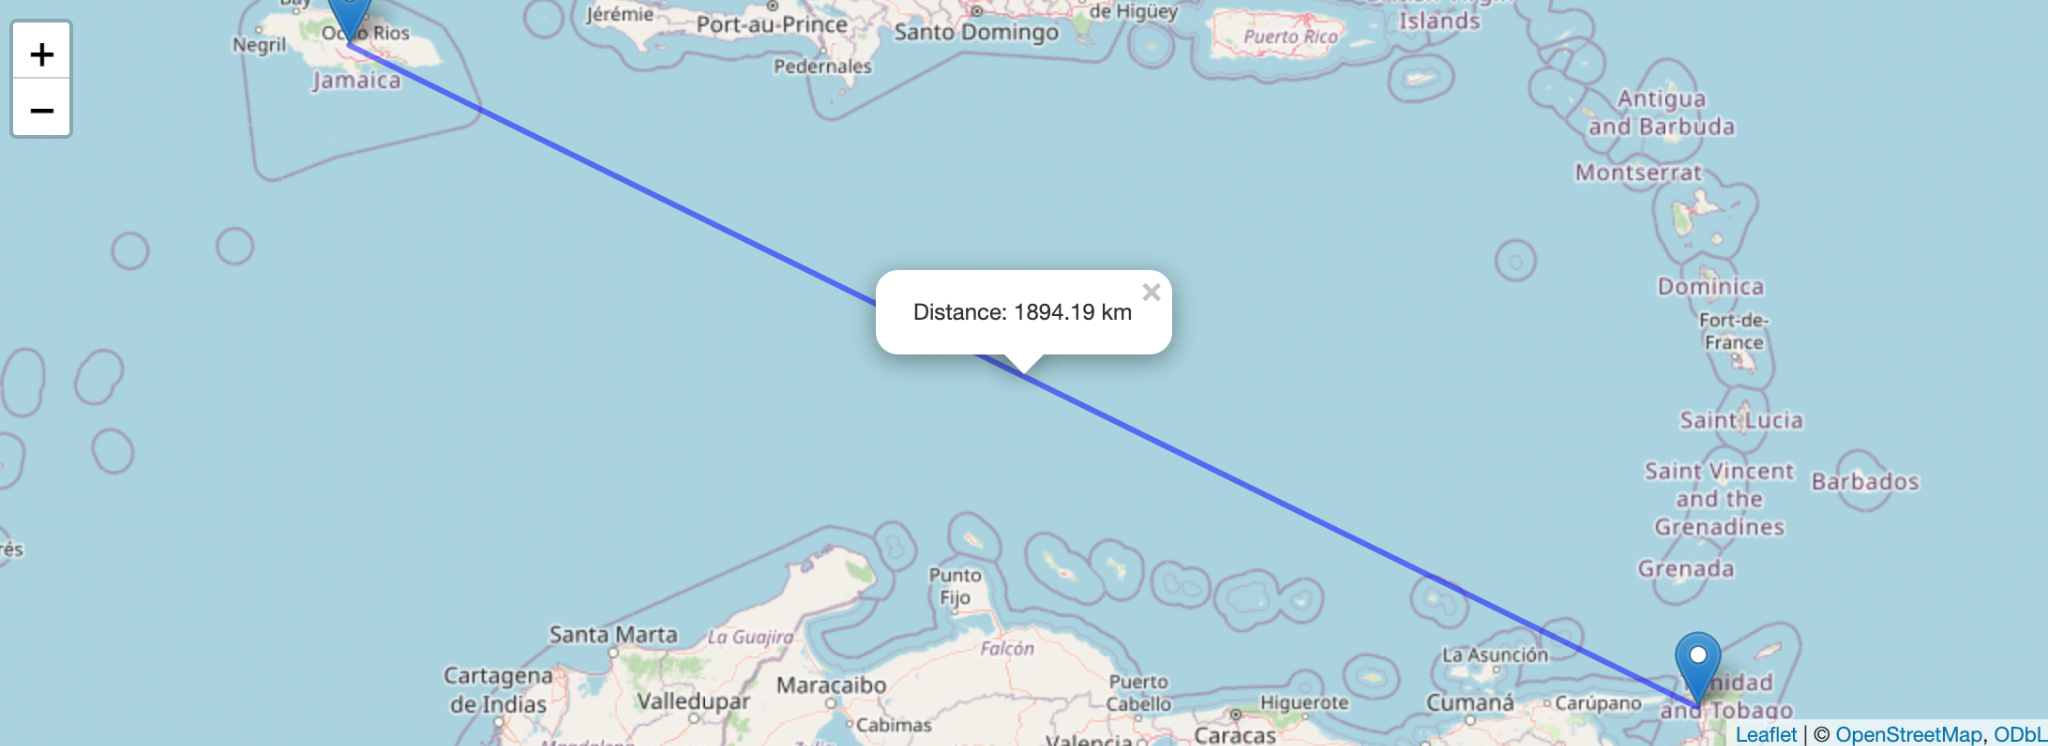 +
−
Bay
Negril
Jamaica
Jérémie
Port-au-Prince
Pedernales
Santo Domingo
de Higüey
Puerto Rico
Islands
Antigua
and Barbuda
Montserrat
Distance: 1894.19 km
×
Dominica
Fort-de-
France
Saint Lucia
Saint Vincent
and the
Grenadines
Barbados
Grenada
rés
Punto
Fijo
Santa Marta
La Guajira
Falcón
La Asunción
Cartagena
de Indias
Valledupar
Maracaibo
Cabimas
Puerto
Cabello
Higuerote
Cumaná
Carúpano
and Tobago
Caracas
Valencia
Leaflet | © OpenStreetMap, ODbL